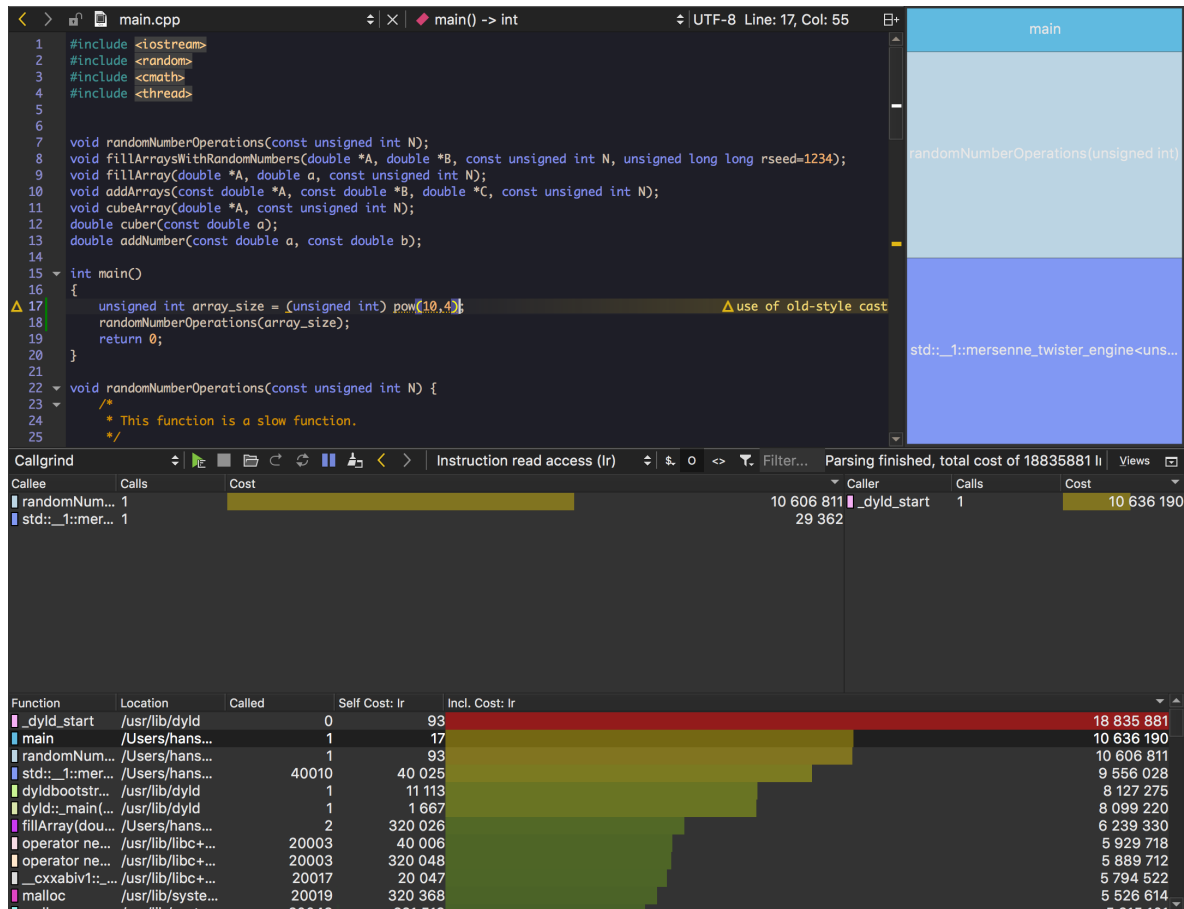 main.cpp main() -> int UTF-8 Line: 17, Col: 55
1 #include <iostream>
2 #include <random>
3 #include <cmath>
4 #include <thread>
5
6
7 void randomNumberOperations(const unsigned int N);
8 void fillArraysWithRandomNumbers(double *A, double *B, const unsigned int N, unsigned long long rseed=1234);
9 void fillArray(double *A, double a, const unsigned int N);
10 void addArrays(const double *A, const double *B, double *C, const unsigned int N);
11 void cubeArray(double *A, const unsigned int N);
12 double cuber(const double a);
13 double addNumber(const double a, const double b);
14
15 int main()
16 {
17 unsigned int array_size = (unsigned int) pow(10,4); use of old-style cast
18 randomNumberOperations(array_size);
19 return 0;
20 }
21
22 void randomNumberOperations(const unsigned int N) {
23 /*
24 * This function is a slow function.
25 */
main
randomNumberOperations(unsigned int)
std::__1::mersenne_twister_engine<uns...
Callgrind Instruction read access (Ir) $. O <> Filter... Parsing finished, total cost of 18835881 I Views
Callee Calls Cost
randomNum... 1 10 606 811
std::__1::mer... 1 29 362
Caller Calls Cost
_dyld_start 1 10 636 190
Function Location Called Self Cost: Ir Incl. Cost: Ir
_dyld_start /usr/lib/dyld 0 93 18 835 881
main /Users/hans... 1 17 10 636 190
randomNum... /Users/hans... 1 93 10 606 811
std::__1::mer... /Users/hans... 40010 40 025 9 556 028
dyldbootstr... /usr/lib/dyld 1 11 113 8 127 275
dyld::_main(... /usr/lib/dyld 1 1 667 8 099 220
fillArray(dou... /Users/hans... 2 320 026 6 239 330
operator ne... /usr/lib/libc+... 20003 40 006 5 929 718
operator ne... /usr/lib/libc+... 20003 320 048 5 889 712
__cxxabiv1::_... /usr/lib/libc+... 20017 20 047 5 794 522
malloc /usr/lib/syste... 20019 320 368 5 526 614